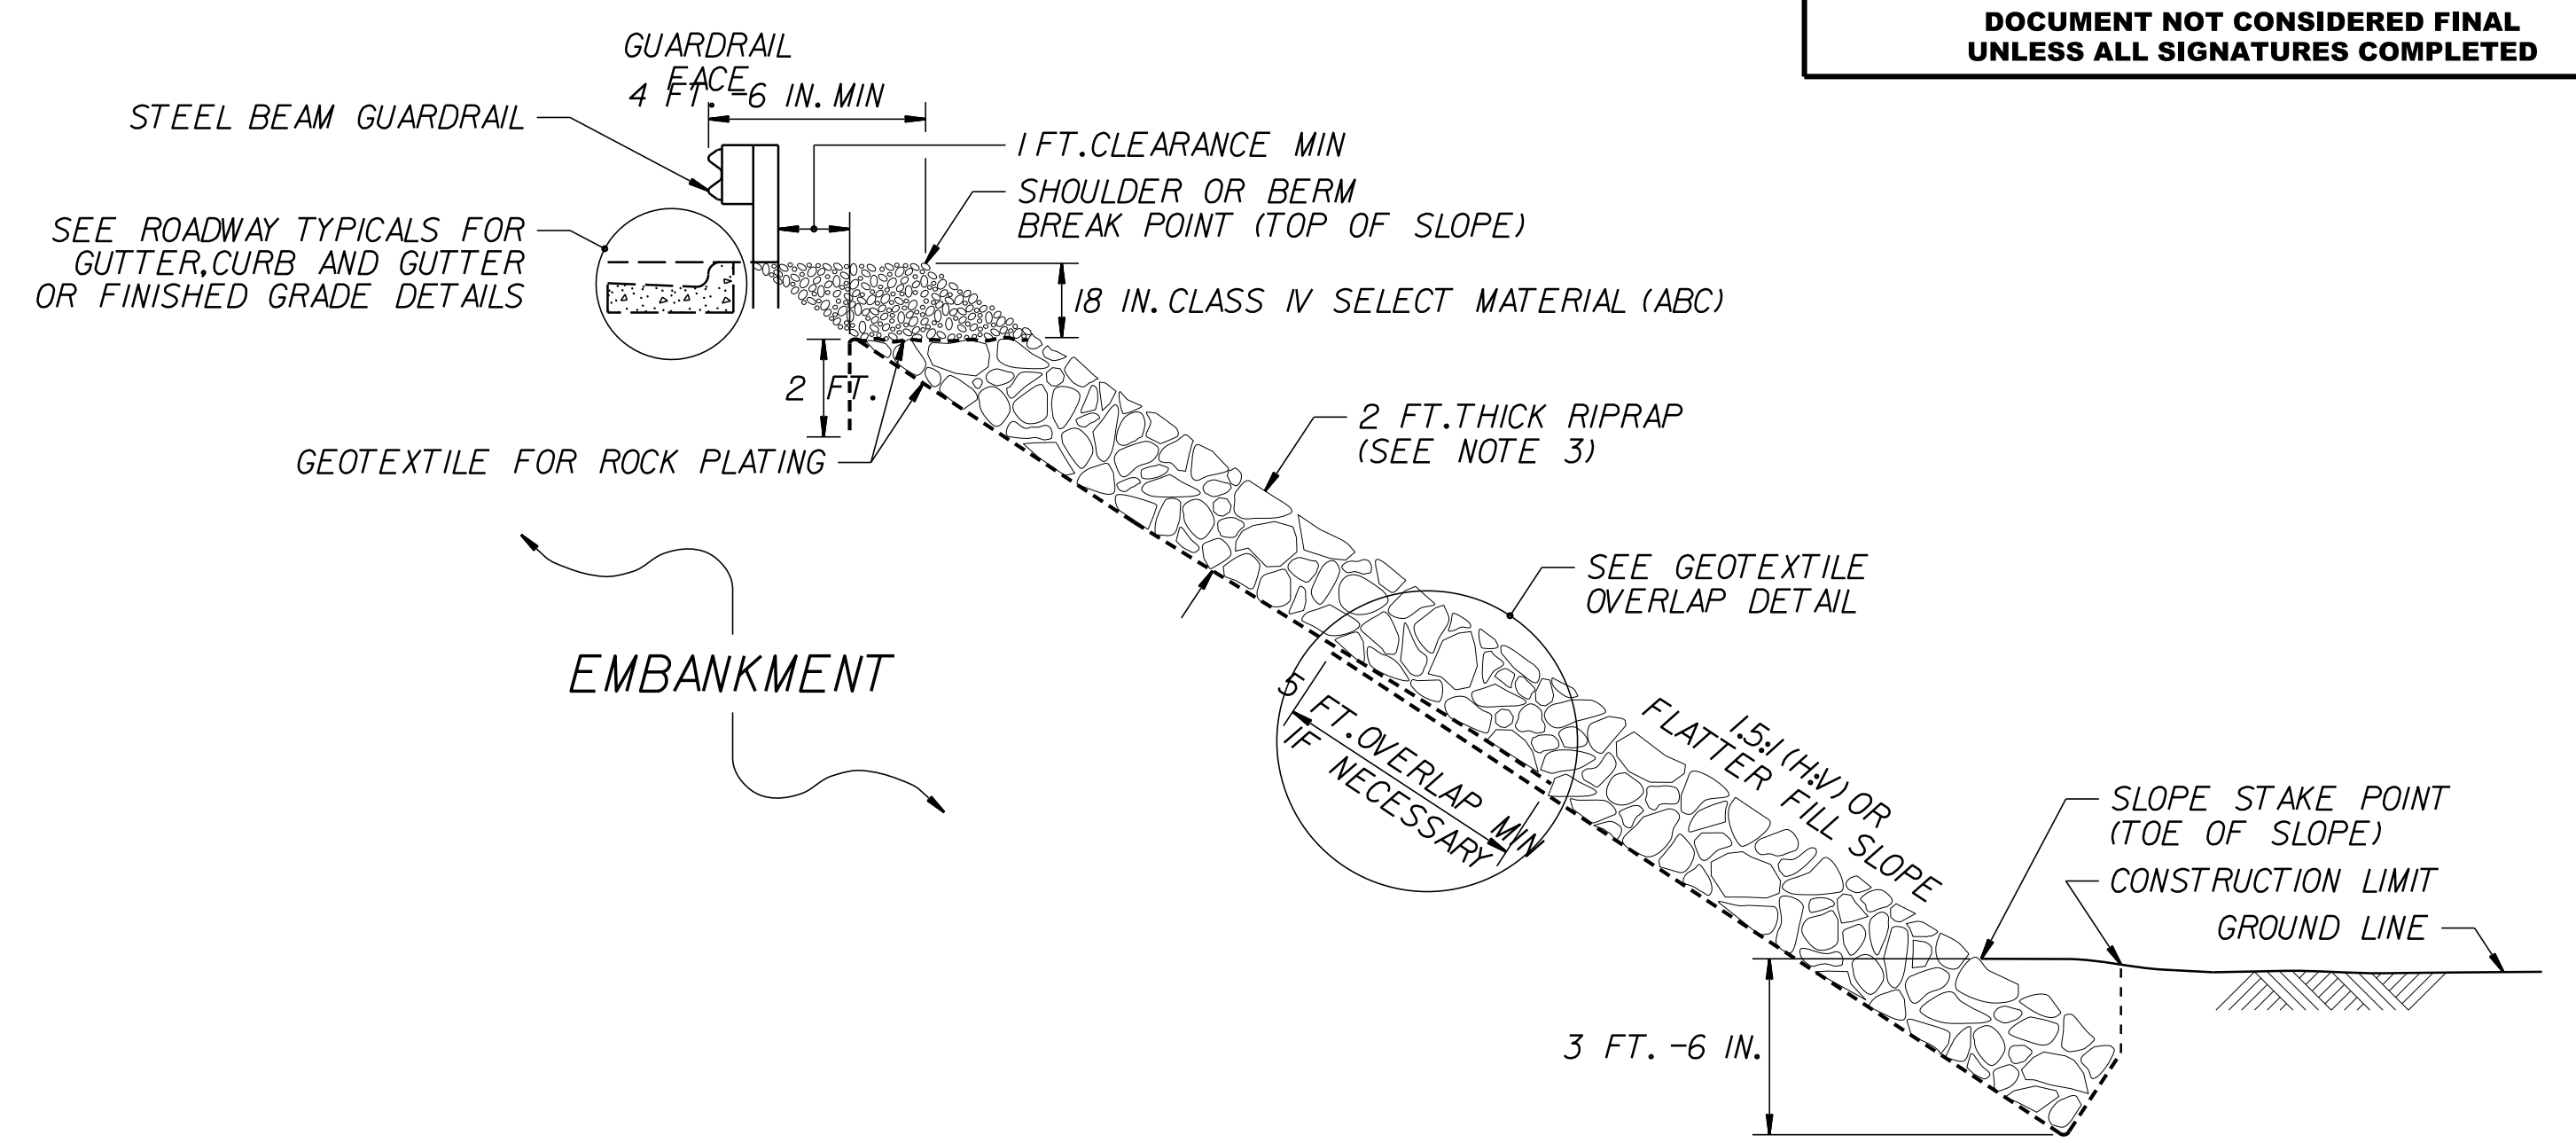 DOCUMENT NOT CONSIDERED FINAL
UNLESS ALL SIGNATURES COMPLETED
GUARDRAIL
FACE
4 FT.-6 IN. MIN
STEEL BEAM GUARDRAIL
1 FT. CLEARANCE MIN
SHOULDER OR BERM
BREAK POINT (TOP OF SLOPE)
SEE ROADWAY TYPICALS FOR
GUTTER, CURB AND GUTTER
OR FINISHED GRADE DETAILS
18 IN. CLASS IV SELECT MATERIAL (ABC)
2 FT.
GEOTEXTILE FOR ROCK PLATING
2 FT. THICK RIPRAP
(SEE NOTE 3)
SEE GEOTEXTILE
OVERLAP DETAIL
EMBANKMENT
5 FT. OVERLAP MIN
IF NECESSARY
1.5:1 (H:V) OR
FLATTER FILL SLOPE
SLOPE STAKE POINT
(TOE OF SLOPE)
CONSTRUCTION LIMIT
GROUND LINE
3 FT.-6 IN.